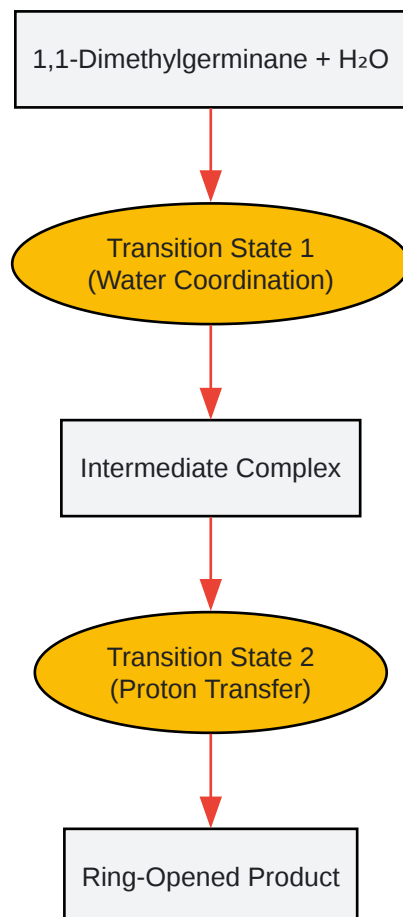 1,1-Dimethylgerminane + H₂O
Transition State 1
(Water Coordination)
Intermediate Complex
Transition State 2
(Proton Transfer)
Ring-Opened Product